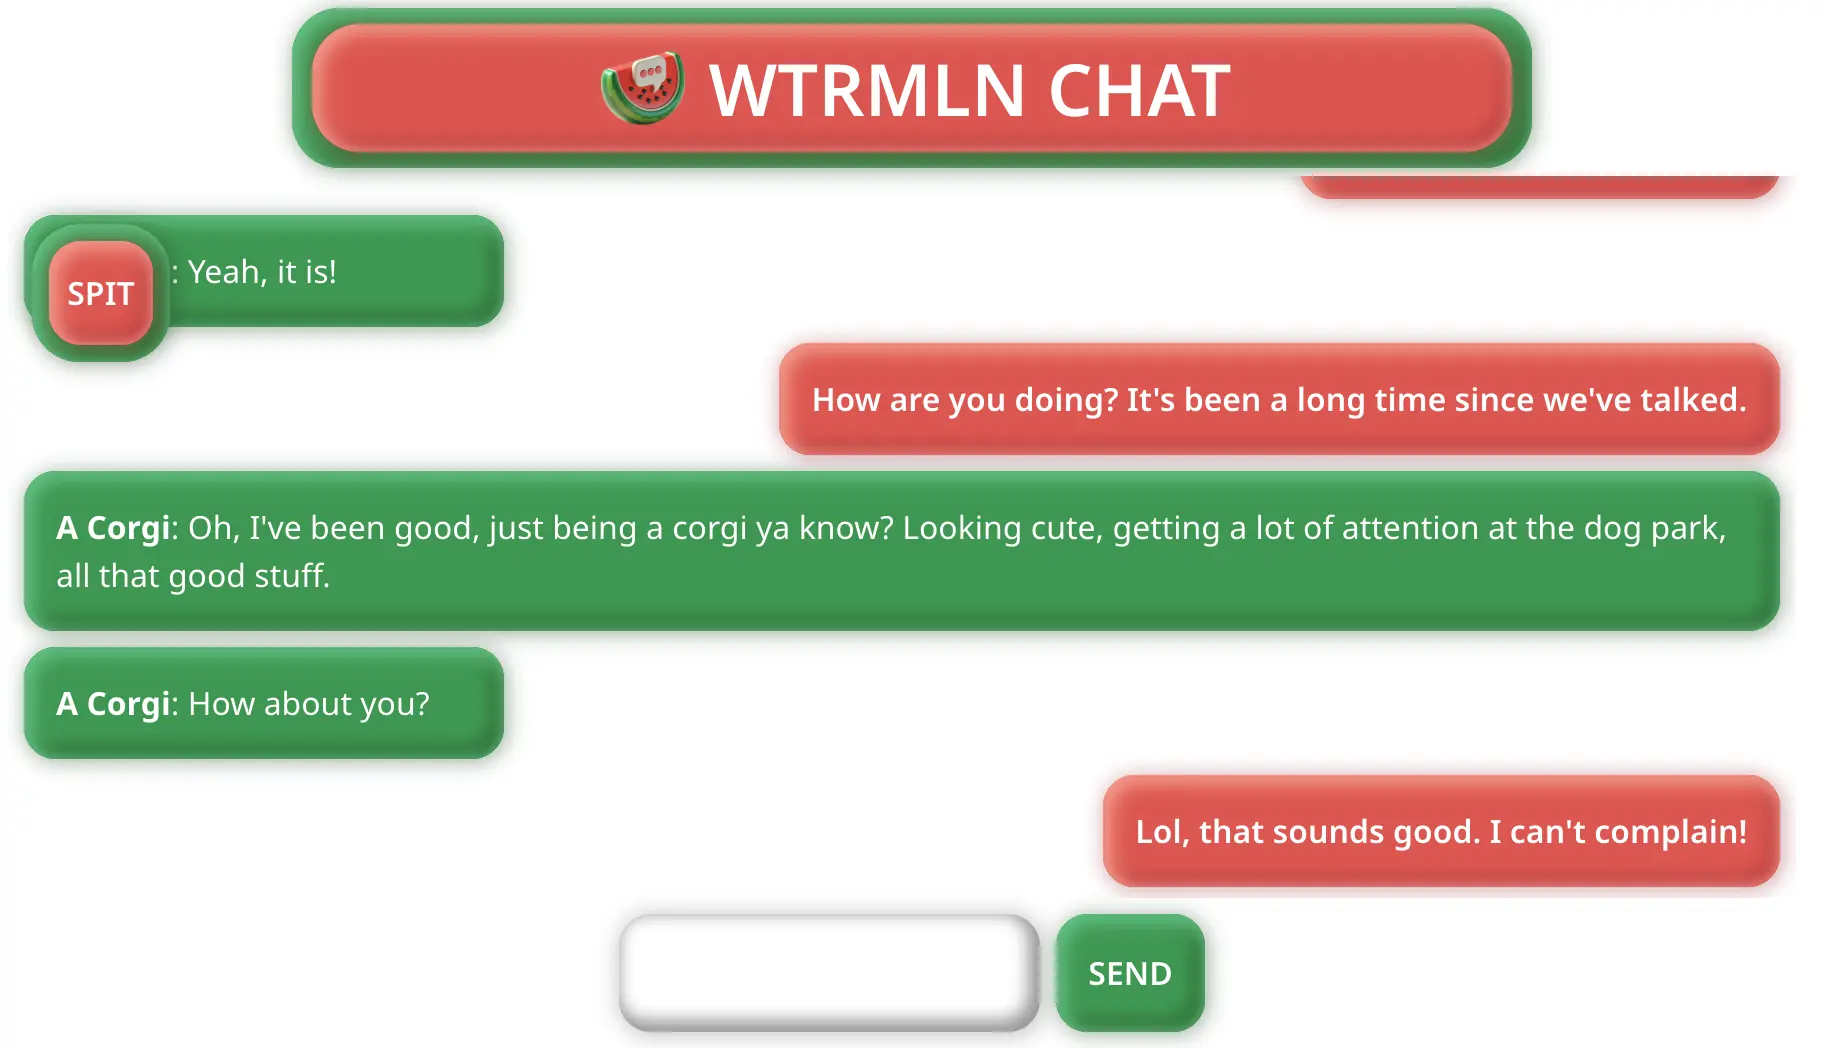 WTRMLN CHAT
SPIT
: Yeah, it is!
How are you doing? It's been a long time since we've talked.
A Corgi: Oh, I've been good, just being a corgi ya know? Looking cute, getting a lot of attention at the dog park,
all that good stuff.
A Corgi: How about you?
Lol, that sounds good. I can't complain!
SEND